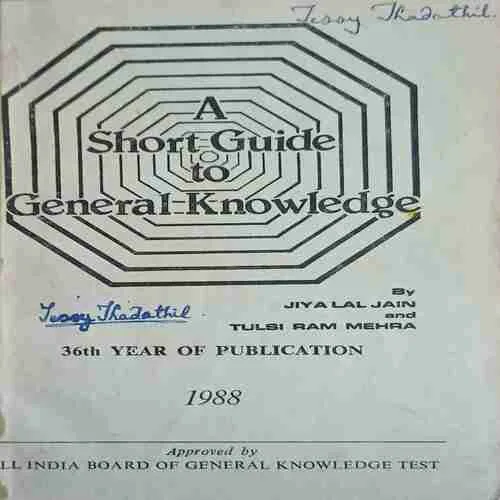 Tessy Thadathil.
A
Short Guide
to
General Knowledge
By
JIYA LAL JAIN
and
TULSI RAM MEHRA
Tessy Thadathil.
36th YEAR OF PUBLICATION
1988
Approved by
LL INDIA BOARD OF GENERAL KNOWLEDGE TEST